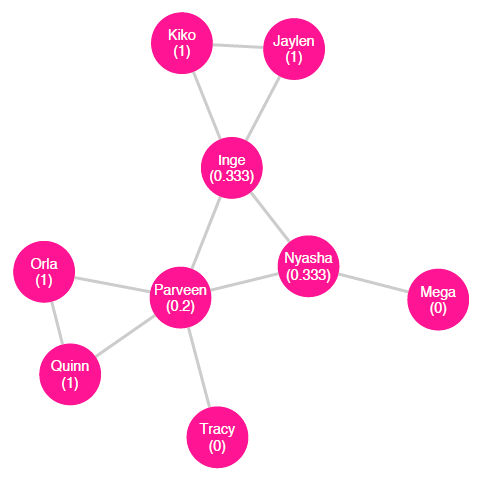 Kiko
(1)
Jaylen
(1)
Inge
(0.333)
Nyasha
(0.333)
Orla
(1)
Parveen
(0.2)
Mega
(0)
Quinn
(1)
Tracy
(0)